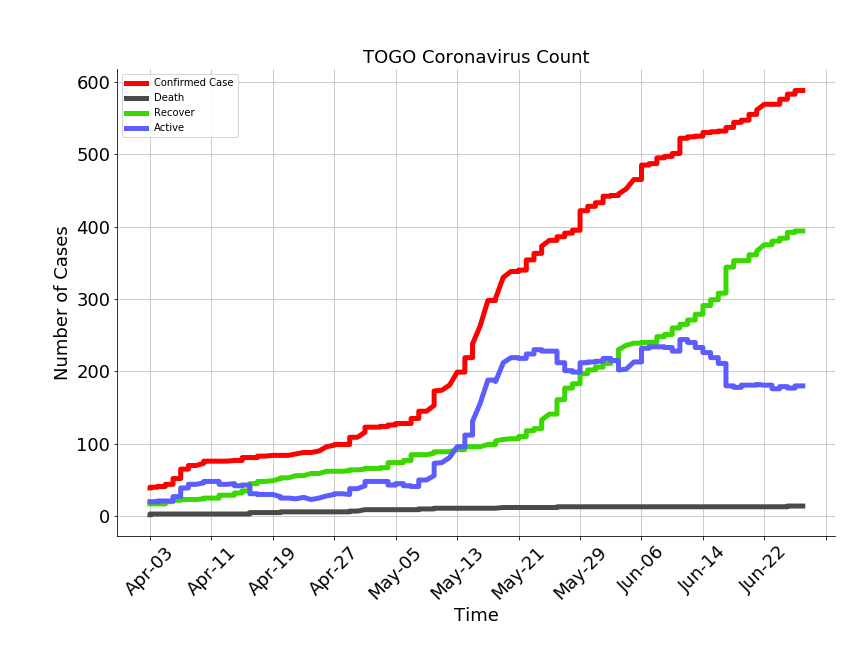 TOGO Coronavirus Count
Confirmed Case
Death
Recover
Active
600
500
400
300
200
100
0
Number of Cases
Apr-03
Apr-11
Apr-19
Apr-27
May-05
May-13
May-21
May-29
Jun-06
Jun-14
Jun-22
Time